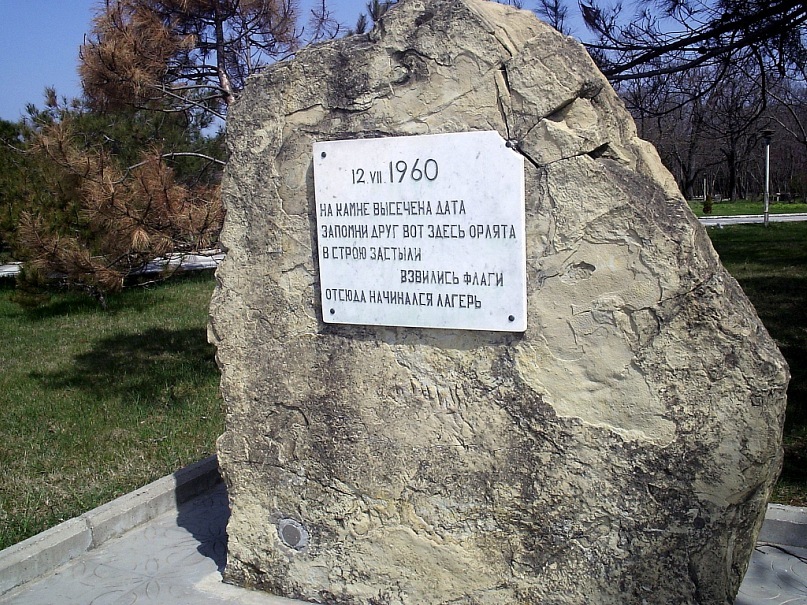 12 VII 1960
НА КАМНЕ ВЫСЕЧЕНА ДАТА
ЗАПОМНИ ДРУГ ВОТ ЗДЕСЬ ОРЛЯТА
В СТРОЮ ЗАСТЫЛИ
ВЗВИЛИСЬ ФЛАГИ
ОТСЮДА НАЧИНАЛСЯ ЛАГЕРЬ